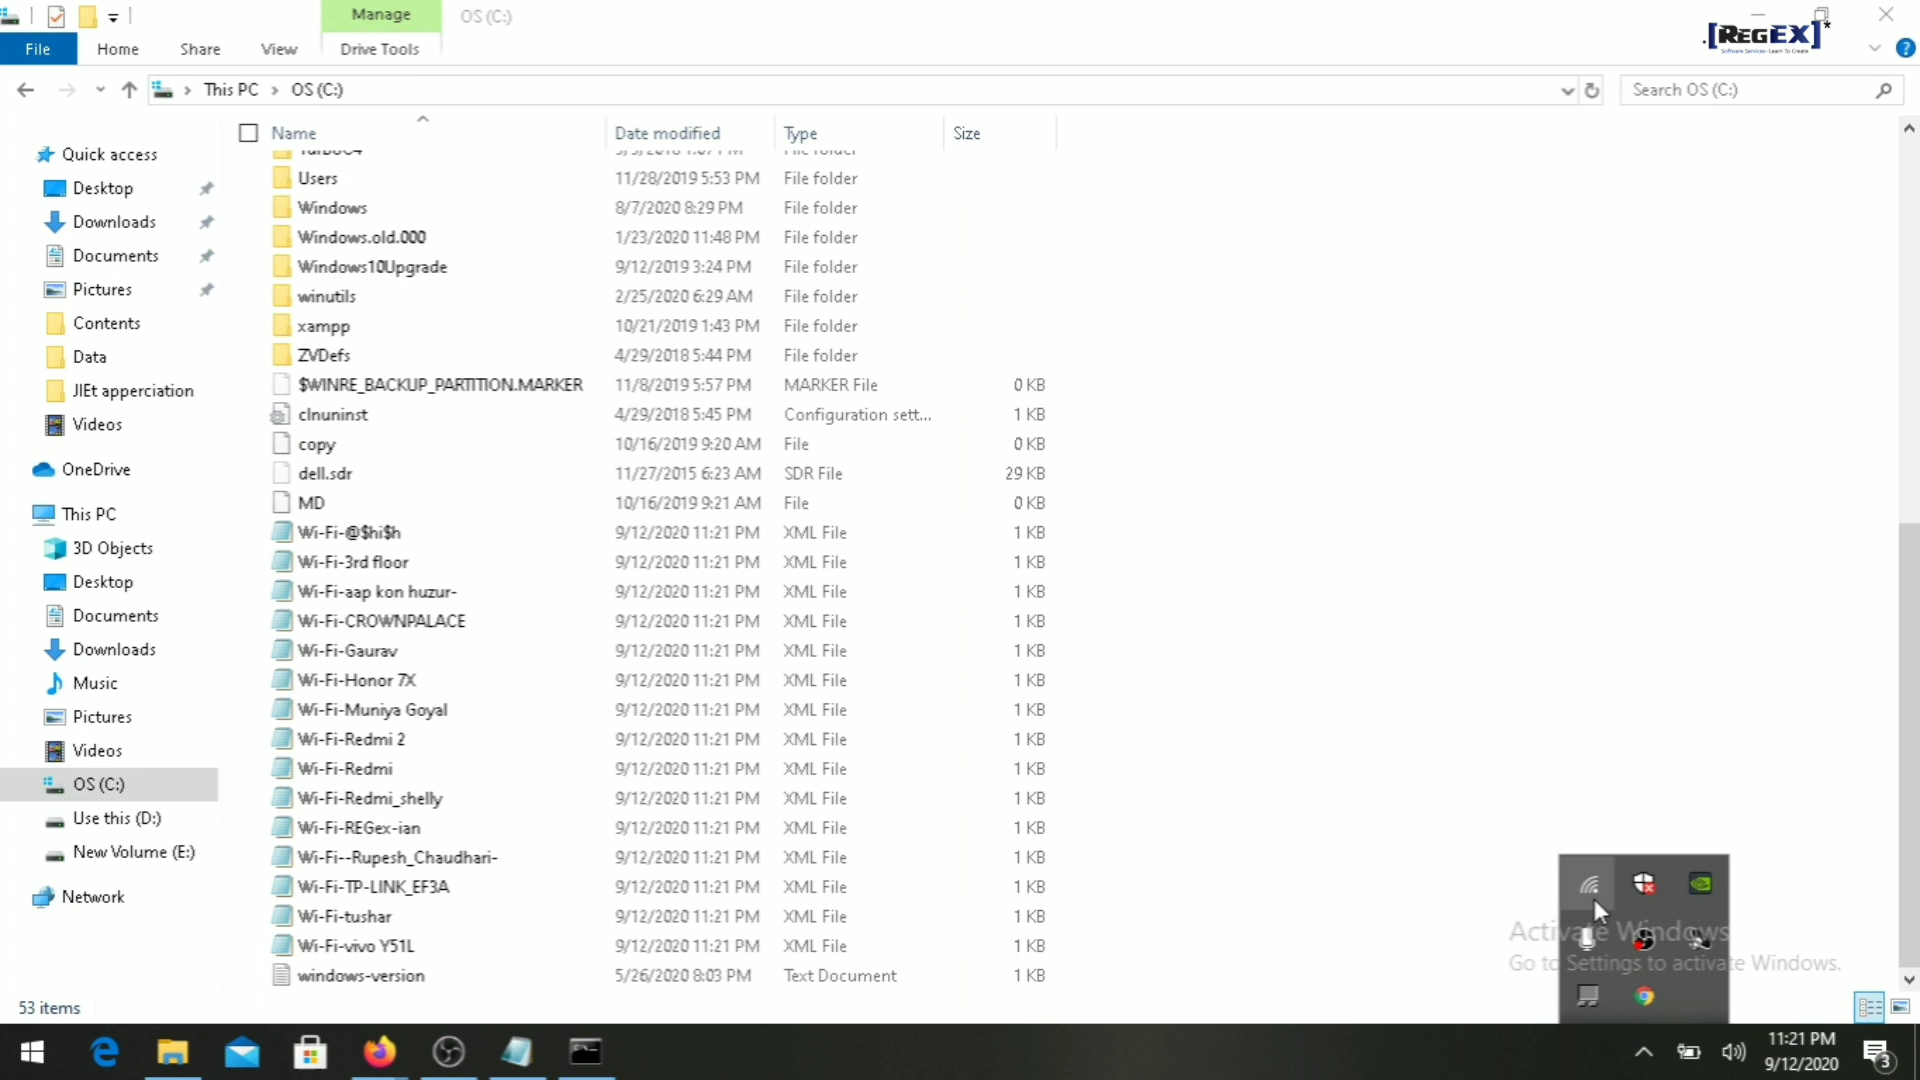 Manage
OS (C:)
.[RegEX]*
Software Services- Learn To Create
File
Home
Share
View
Drive Tools
?
This PC
OS (C:)
Search OS (C:)
Name
Date modified
Type
Size
Quick access
Desktop
Downloads
Documents
Pictures
Contents
Data
JIEt apperciation
Videos
OneDrive
This PC
3D Objects
Desktop
Documents
Downloads
Music
Pictures
Videos
OS (C:)
Use this (D:)
New Volume (E:)
Network
Users 11/28/2019 5:53 PM File folder
Windows 8/7/2020 8:29 PM File folder
Windows.old.000 1/23/2020 11:48 PM File folder
Windows10Upgrade 9/12/2019 3:24 PM File folder
winutils 2/25/2020 6:29 AM File folder
xampp 10/21/2019 1:43 PM File folder
ZVDefs 4/29/2018 5:44 PM File folder
$WINRE_BACKUP_PARTITION.MARKER 11/8/2019 5:57 PM MARKER File 0 KB
clnuninst 4/29/2018 5:45 PM Configuration sett... 1 KB
copy 10/16/2019 9:20 AM File 0 KB
dell.sdr 11/27/2015 6:23 AM SDR File 29 KB
MD 10/16/2019 9:21 AM File 0 KB
Wi-Fi-@$hi$h 9/12/2020 11:21 PM XML File 1 KB
Wi-Fi-3rd floor 9/12/2020 11:21 PM XML File 1 KB
Wi-Fi-aap kon huzur- 9/12/2020 11:21 PM XML File 1 KB
Wi-Fi-CROWNPALACE 9/12/2020 11:21 PM XML File 1 KB
Wi-Fi-Gaurav 9/12/2020 11:21 PM XML File 1 KB
Wi-Fi-Honor 7X 9/12/2020 11:21 PM XML File 1 KB
Wi-Fi-Muniya Goyal 9/12/2020 11:21 PM XML File 1 KB
Wi-Fi-Redmi 2 9/12/2020 11:21 PM XML File 1 KB
Wi-Fi-Redmi 9/12/2020 11:21 PM XML File 1 KB
Wi-Fi-Redmi_shelly 9/12/2020 11:21 PM XML File 1 KB
Wi-Fi-REGex-ian 9/12/2020 11:21 PM XML File 1 KB
Wi-Fi--Rupesh_Chaudhari- 9/12/2020 11:21 PM XML File 1 KB
Wi-Fi-TP-LINK_EF3A 9/12/2020 11:21 PM XML File 1 KB
Wi-Fi-tushar 9/12/2020 11:21 PM XML File 1 KB
Wi-Fi-vivo Y51L 9/12/2020 11:21 PM XML File 1 KB
windows-version 5/26/2020 8:03 PM Text Document 1 KB
Activate Windows
Go to Settings to activate Windows.
53 items
11:21 PM
9/12/2020
3